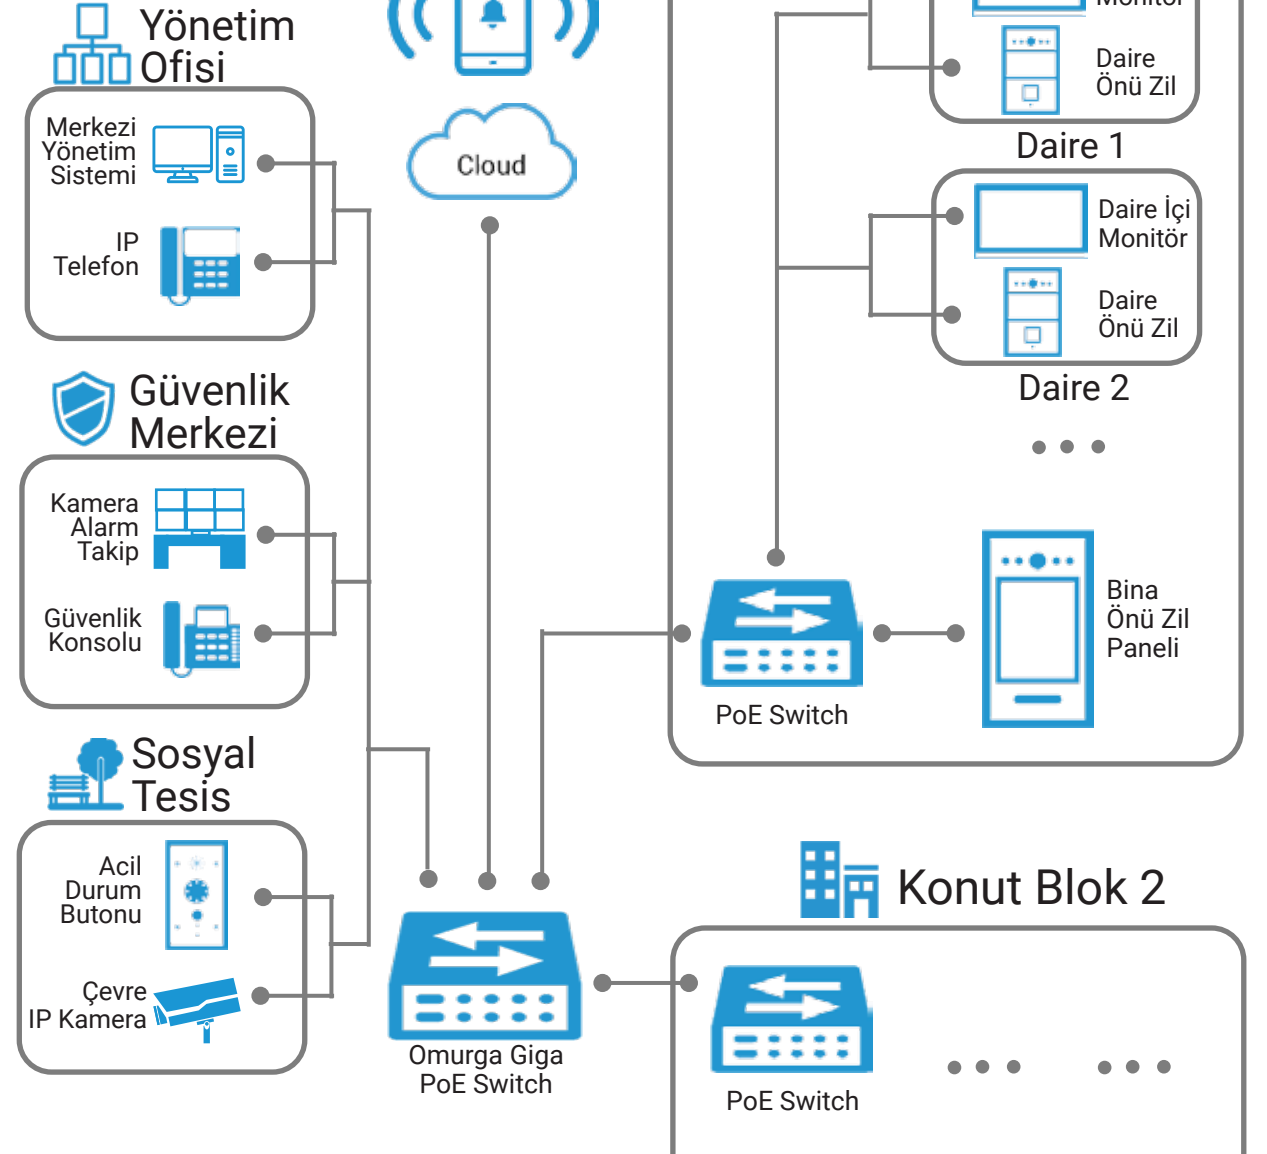 Yönetim
Ofisi
Merkezi
Yönetim
Sistemi
IP
Telefon
Güvenlik
Merkezi
Kamera
Alarm
Takip
Güvenlik
Konsolu
Sosyal
Tesis
Acil
Durum
Butonu
Çevre
IP Kamera
Cloud
Omurga Giga
PoE Switch
Monitör
Daire
Önü Zil
Daire 1
Daire İçi
Monitör
Daire
Önü Zil
Daire 2
Bina
Önü Zil
Paneli
PoE Switch
Konut Blok 2
PoE Switch